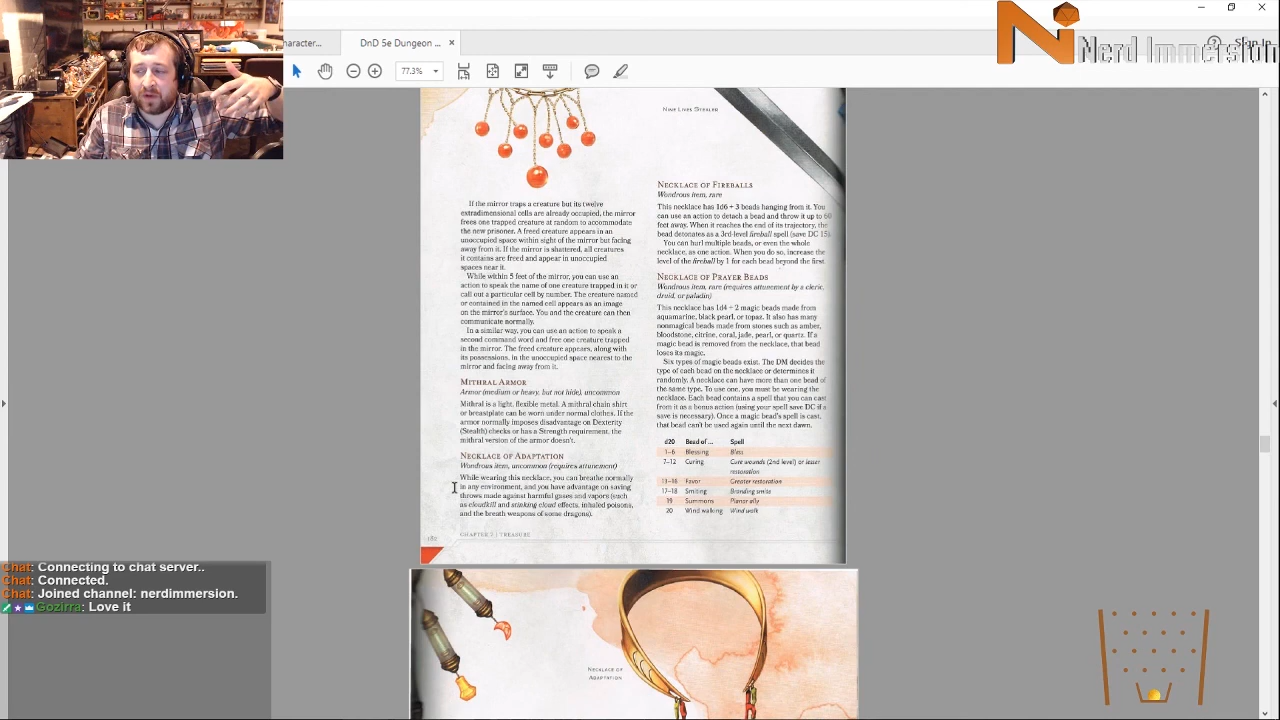 aracter...
DnD 5e Dungeon ...
77.3%
Sign In
Nerd Immersion
Nine Lives Stealer
If the mirror traps a creature but its twelve
extradimensional cells are already occupied, the mirror
frees one trapped creature at random to accommodate
the new prisoner. A freed creature appears in an
unoccupied space within sight of the mirror but facing
away from it. If the mirror is shattered, all creatures
it contains are freed and appear in unoccupied
spaces near it.
While within 5 feet of the mirror, you can use an
action to speak the name of one creature trapped in it or
call out a particular cell by number. The creature named
or contained in the named cell appears as an image
on the mirror's surface. You and the creature can then
communicate normally.
In a similar way, you can use an action to speak a
second command word and free one creature trapped
in the mirror. The freed creature appears, along with
its possessions, in the unoccupied space nearest to the
mirror and facing away from it.
Mithral Armor
Armor (medium or heavy, but not hide), uncommon
Mithral is a light, flexible metal. A mithral chain shirt
or breastplate can be worn under normal clothes. If the
armor normally imposes disadvantage on Dexterity
(Stealth) checks or has a Strength requirement, the
mithral version of the armor doesn't.
Necklace of Adaptation
Wondrous item, uncommon (requires attunement)
While wearing this necklace, you can breathe normally
in any environment, and you have advantage on saving
throws made against harmful gases and vapors (such
as cloudkill and stinking cloud effects, inhaled poisons,
and the breath weapons of some dragons).
182
CHAPTER 7 | TREASURE
Necklace of Fireballs
Wondrous item, rare
This necklace has 1d6 + 3 beads hanging from it. You
can use an action to detach a bead and throw it up to 60
feet away. When it reaches the end of its trajectory, the
bead detonates as a 3rd-level fireball spell (save DC 15).
You can hurl multiple beads, or even the whole
necklace, as one action. When you do so, increase the
level of the fireball by 1 for each bead beyond the first.
Necklace of Prayer Beads
Wondrous item, rare (requires attunement by a cleric,
druid, or paladin)
This necklace has 1d4 + 2 magic beads made from
aquamarine, black pearl, or topaz. It also has many
nonmagical beads made from stones such as amber,
bloodstone, citrine, coral, jade, pearl, or quartz. If a
magic bead is removed from the necklace, that bead
loses its magic.
Six types of magic beads exist. The DM decides the
type of each bead on the necklace or determines it
randomly. A necklace can have more than one bead of
the same type. To use one, you must be wearing the
necklace. Each bead contains a spell that you can cast
from it as a bonus action (using your spell save DC if a
save is necessary). Once a magic bead's spell is cast,
that bead can't be used again until the next dawn.
d20 Bead of ... Spell
1–6 Blessing Bless
7–12 Curing Cure wounds (2nd level) or lesser
restoration
13–16 Favor Greater restoration
17–18 Smiting Branding smite
19 Summons Planar ally
20 Wind walking Wind walk
Necklace of
Adaptation
Chat: Connecting to chat server..
Chat: Connected.
Chat: Joined channel: nerdimmersion.
Gozirra: Love it